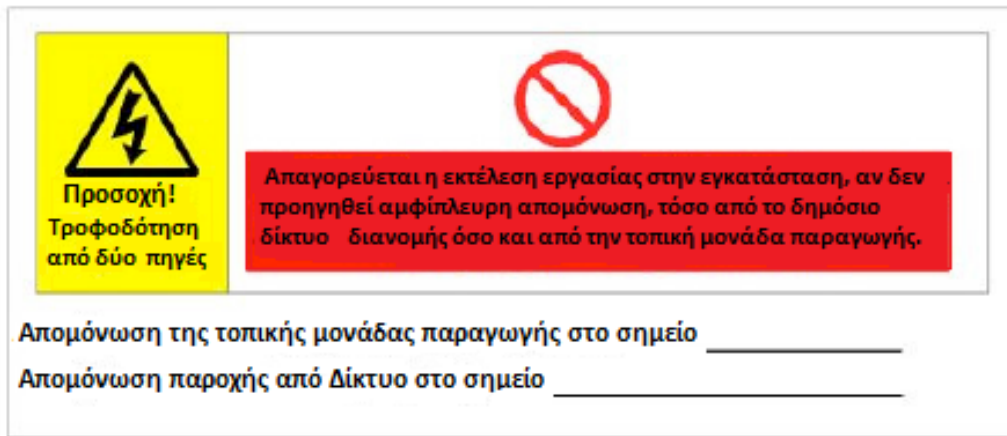 Προσοχή!
Τροφοδότηση
από δύο πηγές
Απαγορεύεται η εκτέλεση εργασίας στην εγκατάσταση, αν δεν
προηγηθεί αμφίπλευρη απομόνωση, τόσο από το δημόσιο
δίκτυο διανομής όσο και από την τοπική μονάδα παραγωγής.
Απομόνωση της τοπικής μονάδας παραγωγής στο σημείο
Απομόνωση παροχής από Δίκτυο στο σημείο